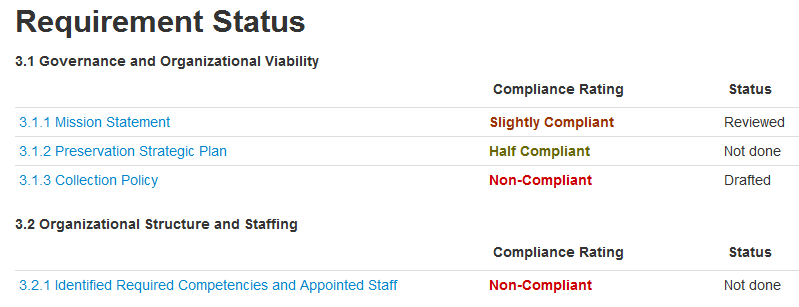 Requirement Status
3.1 Governance and Organizational Viability
Compliance Rating Status
3.1.1 Mission Statement Slightly Compliant Reviewed
3.1.2 Preservation Strategic Plan Half Compliant Not done
3.1.3 Collection Policy Non-Compliant Drafted
3.2 Organizational Structure and Staffing
Compliance Rating Status
3.2.1 Identified Required Competencies and Appointed Staff Non-Compliant Not done